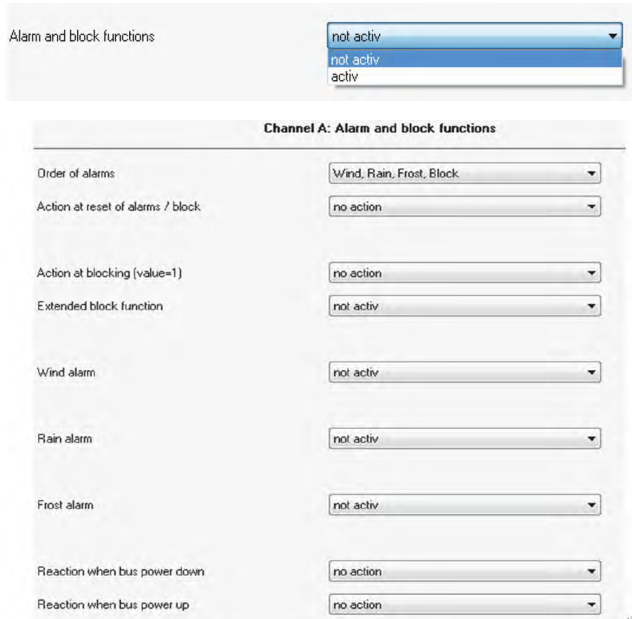 Alarm and block functions not activ
not activ
activ
Channel A: Alarm and block functions
Order of alarms Wind, Rain, Frost, Block
Action at reset of alarms / block no action
Action at blocking (value=1) no action
Extended block function not activ
Wind alarm not activ
Rain alarm not activ
Frost alarm not activ
Reaction when bus power down no action
Reaction when bus power up no action